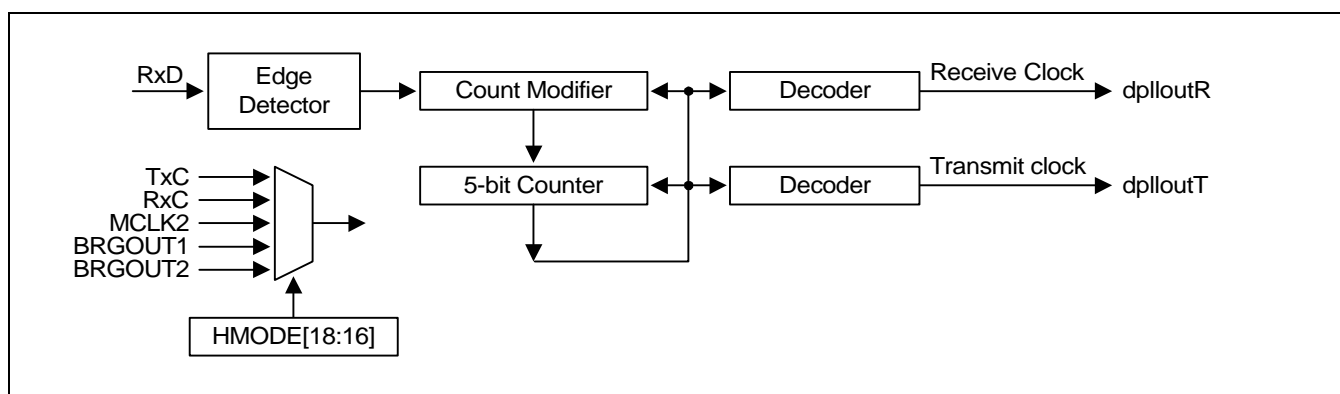 RxD
Edge
Detector
Count Modifier
Decoder
Receive Clock
dplloutR
TxC
RxC
MCLK2
BRGOUT1
BRGOUT2
5-bit Counter
Decoder
Transmit clock
dplloutT
HMODE[18:16]